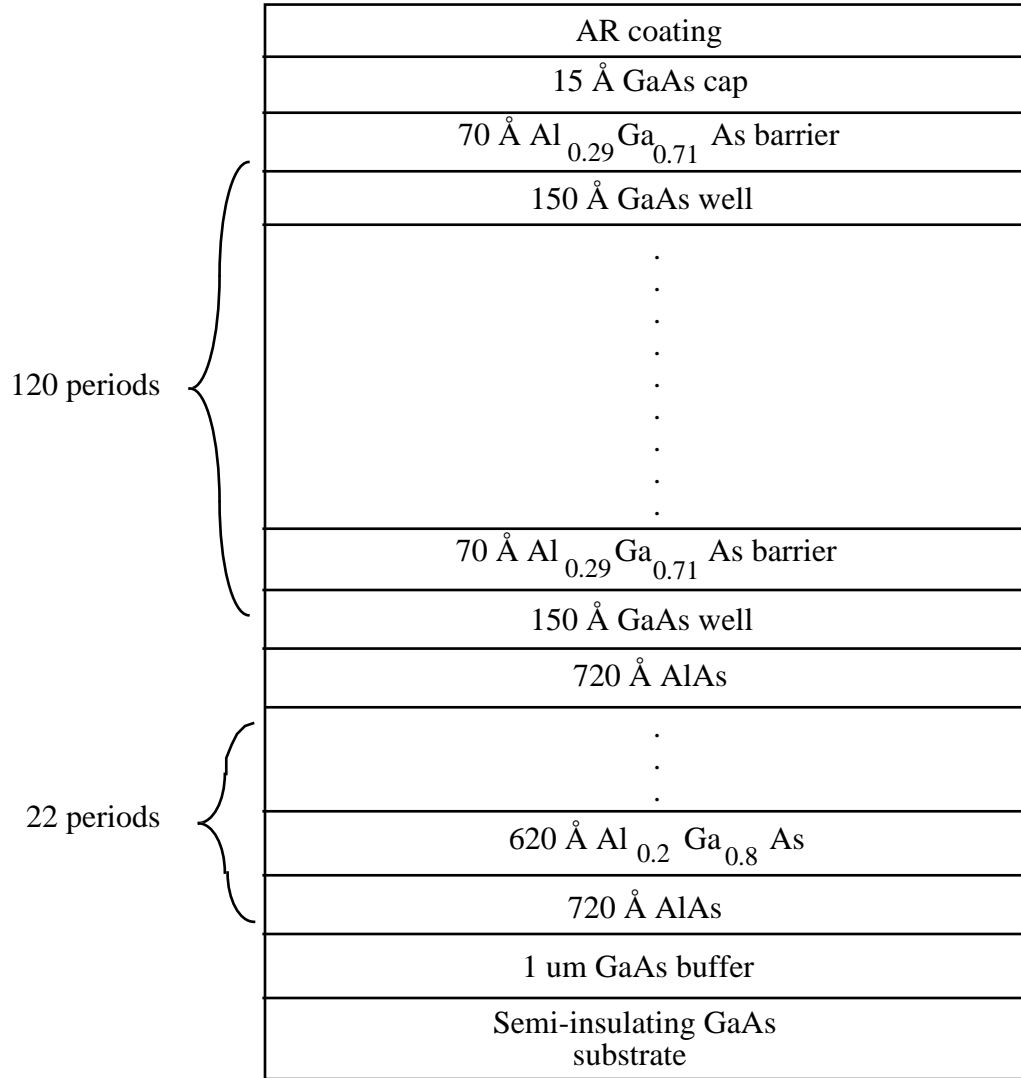 AR coating
15 Å GaAs cap
70 Å Al0.29Ga0.71 As barrier
150 Å GaAs well
120 periods
70 Å Al0.29Ga0.71 As barrier
150 Å GaAs well
720 Å AlAs
22 periods
620 Å Al0.2 Ga0.8 As
720 Å AlAs
1 um GaAs buffer
Semi-insulating GaAs
substrate